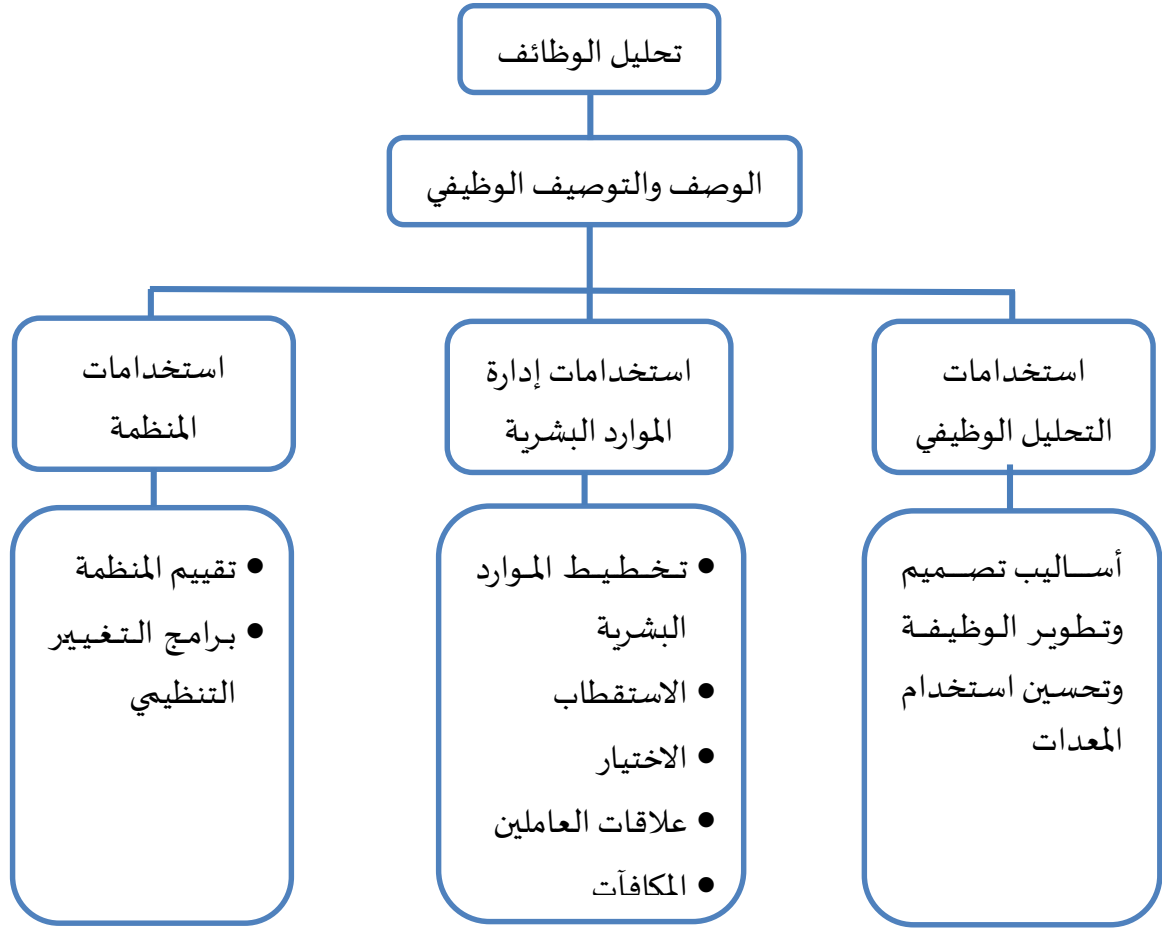 تحليل الوظائف
الوصف والتوصيف الوظيفي
استخدامات
التحليل الوظيفي
استخدامات إدارة
الموارد البشرية
استخدامات
المنظمة
أساليب تصميم
وتطوير الوظيفة
وتحسين استخدام
المعدات
● تخطيط الموارد
البشرية
● الاستقطاب
● الاختيار
● علاقات العاملين
● المكافآت
● تقييم المنظمة
● برامج التغيير
التنظيمي